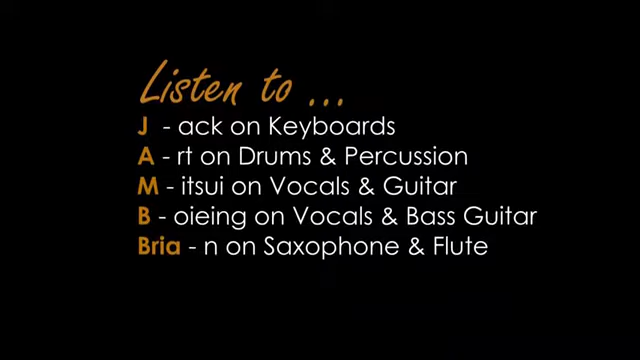 Listen to ...
J - ack on Keyboards
A - rt on Drums & Percussion
M - itsui on Vocals & Guitar
B - oieing on Vocals & Bass Guitar
Bria - n on Saxophone & Flute